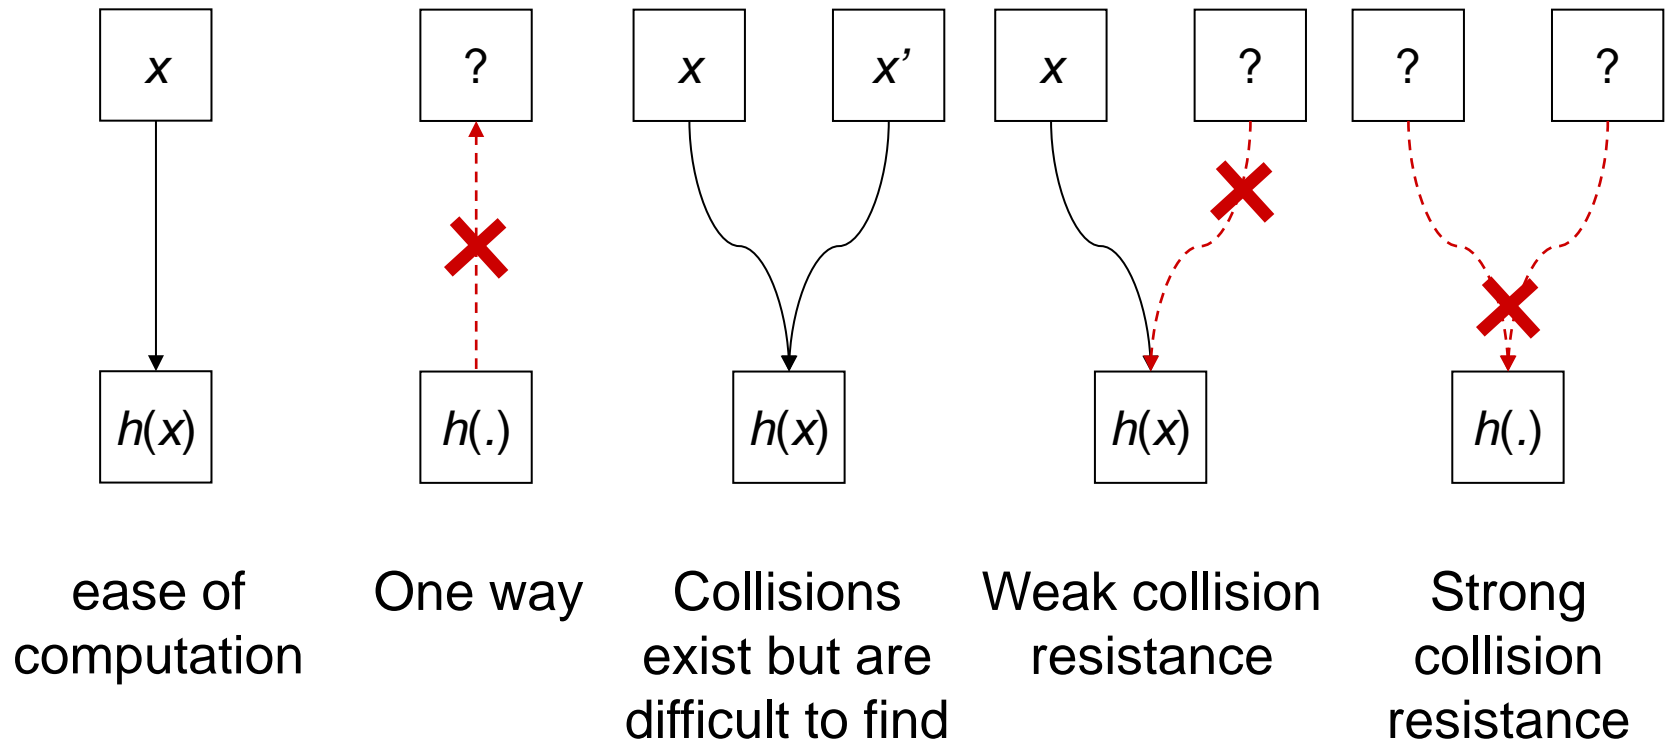 x
h(x)
ease of
computation
?
h(.)
One way
x
x’
h(x)
Collisions
exist but are
difficult to find
x
?
h(x)
Weak collision
resistance
?
?
h(.)
Strong
collision
resistance